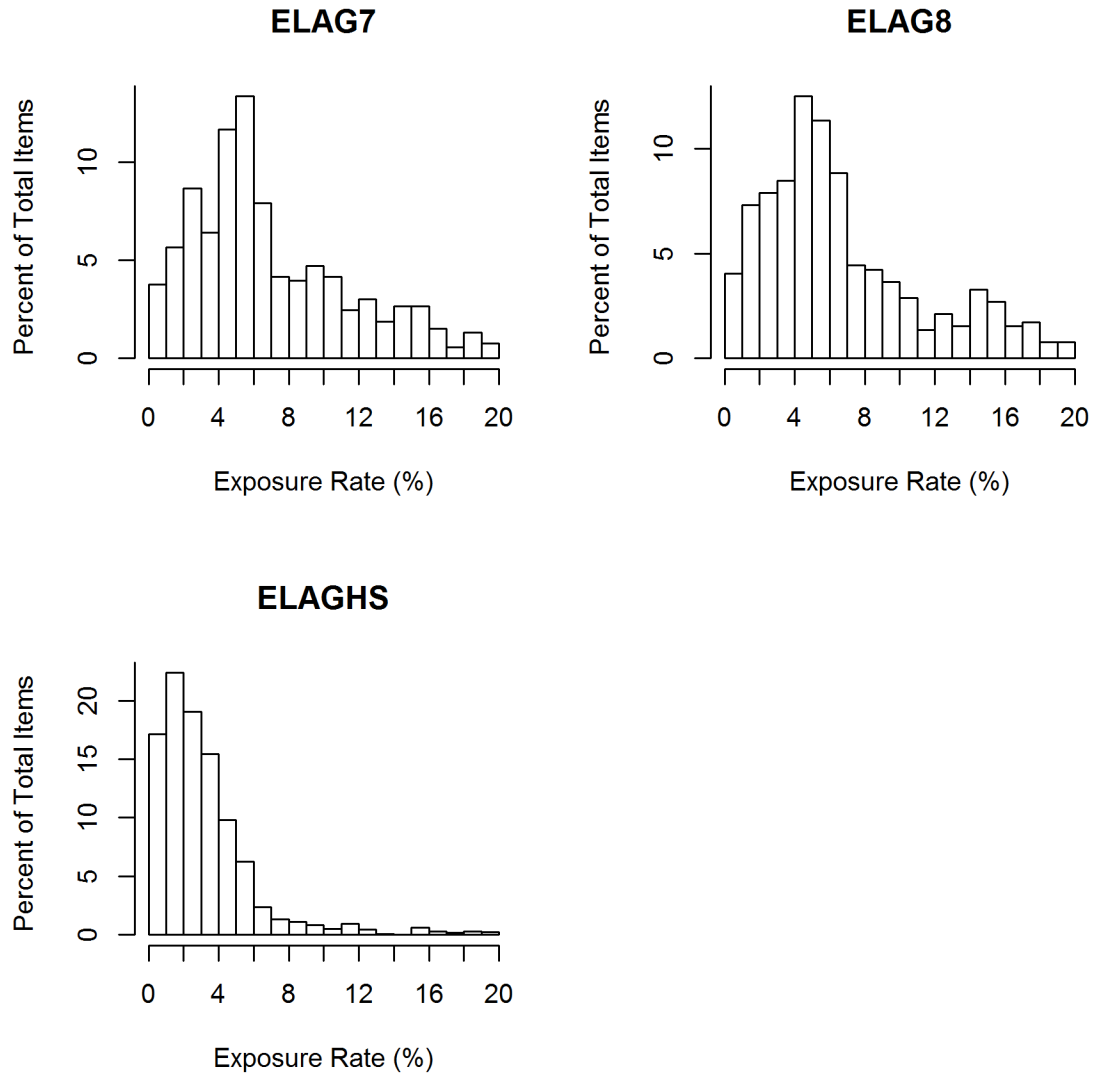 ELAG7
Percent of Total Items
0 5 10
0 4 8 12 16 20
Exposure Rate (%)
ELAG8
Percent of Total Items
0 5 10
0 4 8 12 16 20
Exposure Rate (%)
ELAGHS
Percent of Total Items
0 5 10 15 20
0 4 8 12 16 20
Exposure Rate (%)